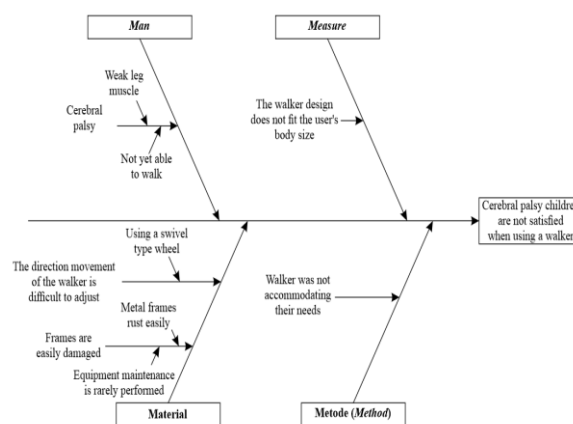 Man
Measure
Weak leg
muscle
Cerebral
palsy
Not yet able
to walk
The walker design
does not fit the user's
body size
Cerebral palsy children
are not satisfied
when using a walker
Using a swivel
type wheel
The direction movement
of the walker is
difficult to adjust
Metal frames
rust easily
Frames are
easily damaged
Equipment maintenance
is rarely performed
Walker was not
accommodating
their needs
Material
Metode (Method)